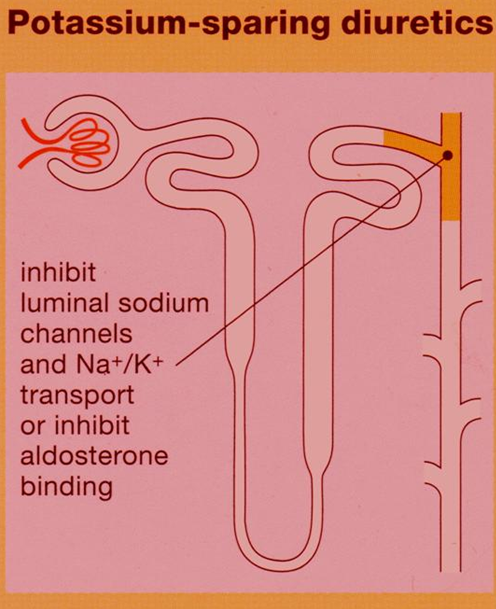 Potassium-sparing diuretics
inhibit
luminal sodium
channels
and Na⁺/K⁺
transport
or inhibit
aldosterone
binding